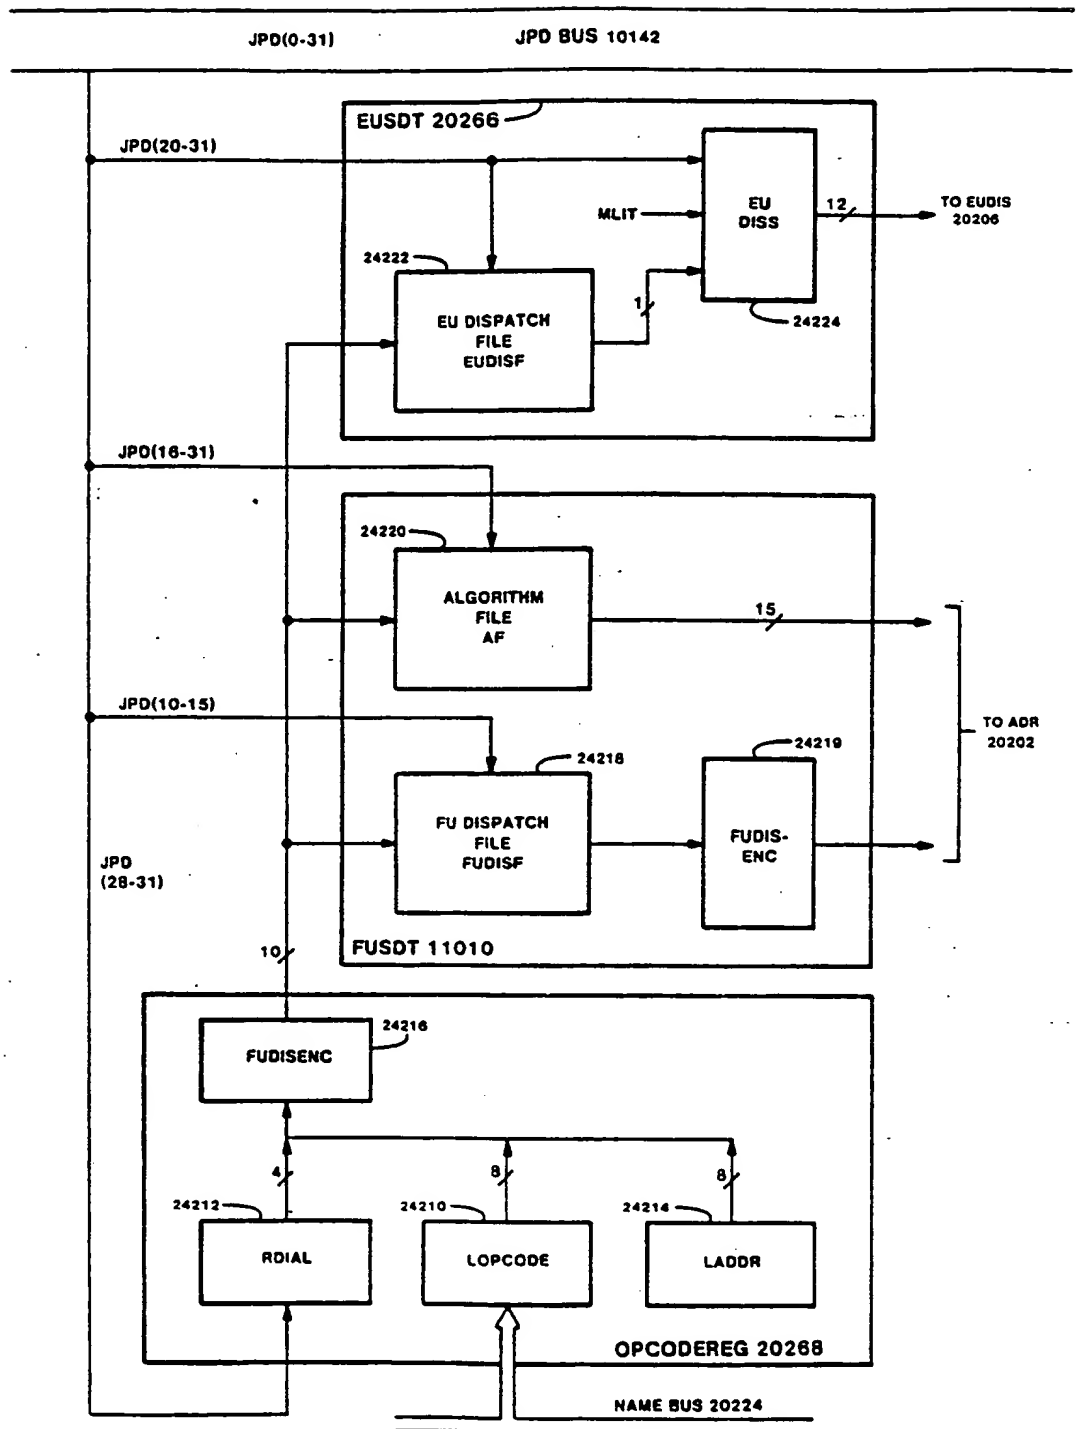 JPD(0-31)
JPD BUS 10142
EUSDT 20266
JPD(20-31)
MLIT
EU
DISS
12
TO EUDIS
20206
24222
EU DISPATCH
FILE
EUDISF
1
24224
JPD(16-31)
24220
ALGORITHM
FILE
AF
15
JPD(10-15)
24218
FU DISPATCH
FILE
FUDISF
24219
FUDIS-
ENC
TO ADR
20202
JPD
(28-31)
10
FUSDT 11010
24216
FUDISENC
4
8
8
24212
RDIAL
24210
LOPCODE
24214
LADDR
OPCODEREG 20268
NAME BUS 20224